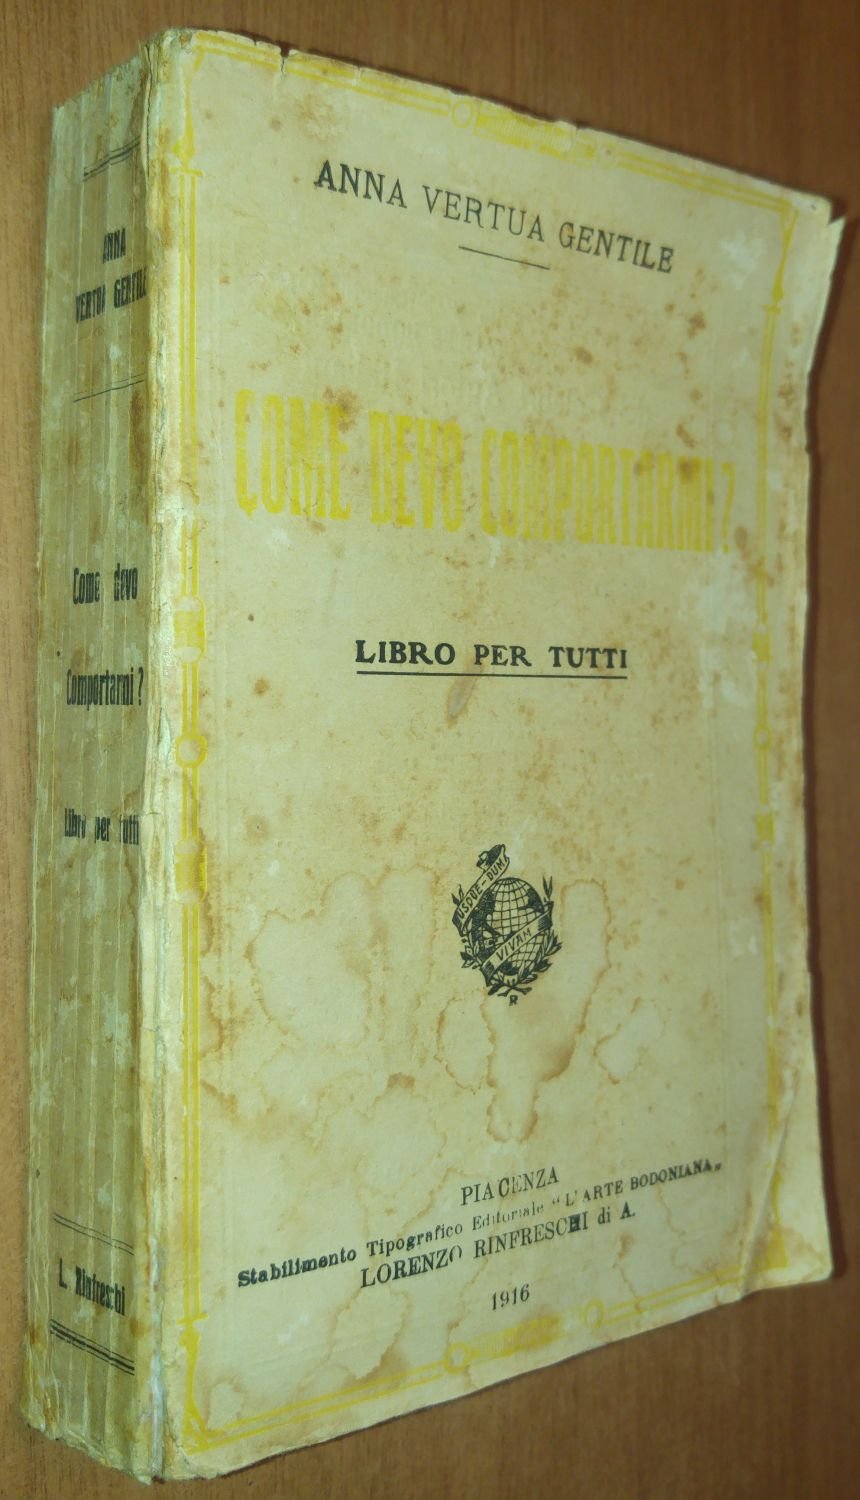 ANNA VERTUA GENTILE
COME DEVO COMPORTARMI?
LIBRO PER TUTTI
USQUE-DUM
VIVAM
R
PIACENZA
Stabilimento Tipografico Editoriale "L'ARTE BODONIANA„
LORENZO RINFRESCHI di A.
1916
ANNA
VERTUA GENTILE
Come devo
Comportarmi?
Libro per tutti
L. Rinfreschi